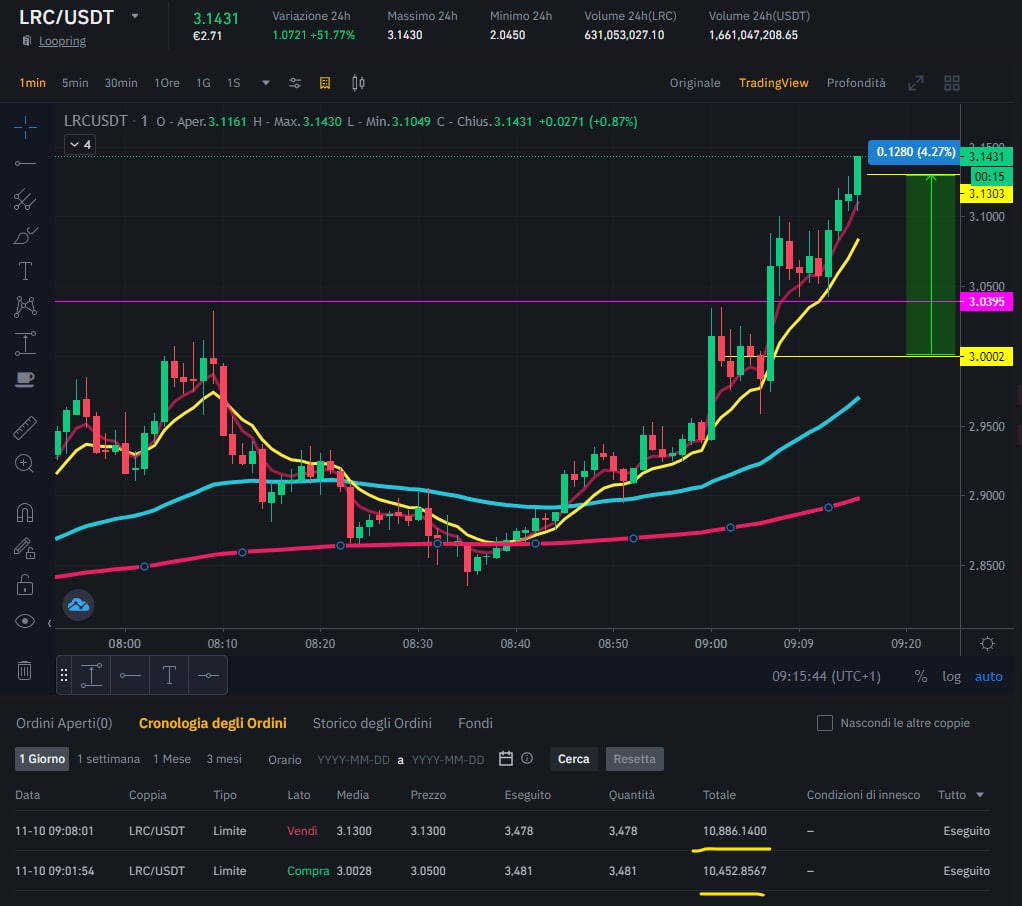 LRC/USDT
3.1431
Variazione 24h
Massimo 24h
Minimo 24h
Volume 24h(LRC)
Volume 24h(USDT)
Loopring
€2.71
1.0721 +51.77%
3.1430
2.0450
631,053,027.10
1,661,047,208.65
1min 5min 30min 1Ore 1G 1S
Originale TradingView Profondità
LRCUSDT · 1 O - Aper.3.1161 H - Max.3.1430 L - Min.3.1049 C - Chius.3.1431 +0.0271 (+0.87%)
4
0.1280 (4.27%)
3.1431
00:15
3.1303
3.1000
3.0500
3.0395
3.0002
2.9500
2.9000
2.8500
08:00 08:10 08:20 08:30 08:40 08:50 09:00 09:09 09:20
T
09:15:44 (UTC+1) % log auto
Ordini Aperti(0) Cronologia degli Ordini Storico degli Ordini Fondi
Nascondi le altre coppie
1 Giorno 1 settimana 1 Mese 3 mesi Orario YYYY-MM-DD a YYYY-MM-DD Cerca Resetta
Data Coppia Tipo Lato Media Prezzo Eseguito Quantità Totale Condizioni di innesco Tutto
11-10 09:08:01 LRC/USDT Limite Vendi 3.1300 3.1300 3,478 3,478 10,886.1400 – Eseguito
11-10 09:01:54 LRC/USDT Limite Compra 3.0028 3.0500 3,481 3,481 10,452.8567 – Eseguito